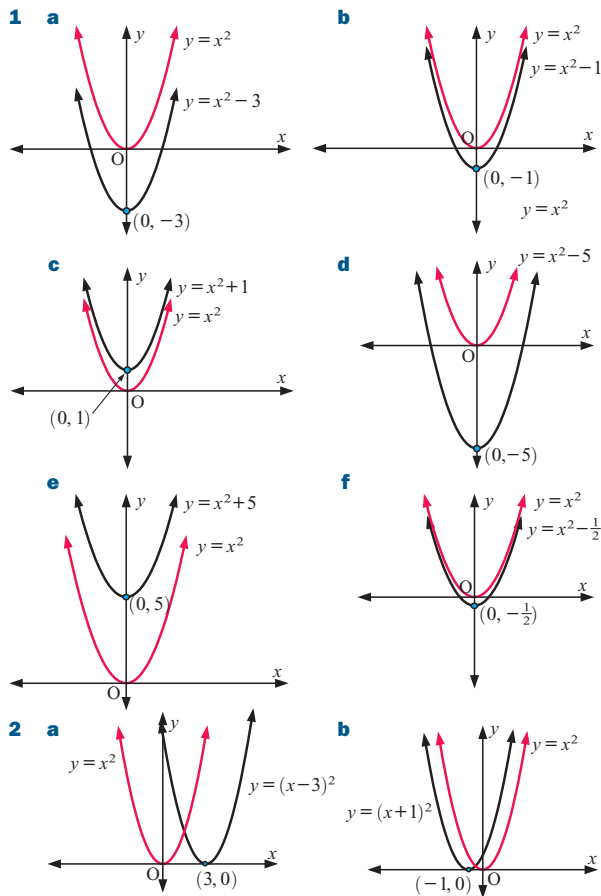 1 a
y
y = x²
y = x² − 3
x
O
(0, −3)
b
y
y = x²
y = x² − 1
x
O
(0, −1)
y = x²
c
y
y = x² + 1
y = x²
x
O
(0, 1)
d
y
y = x² − 5
x
O
(0, −5)
e
y
y = x² + 5
y = x²
(0, 5)
x
O
f
y
y = x²
y = x² − 1/2
O
x
(0, −1/2)
2 a
y
y = x²
y = (x − 3)²
x
O
(3, 0)
b
y
y = x²
y = (x + 1)²
x
(−1, 0)
O